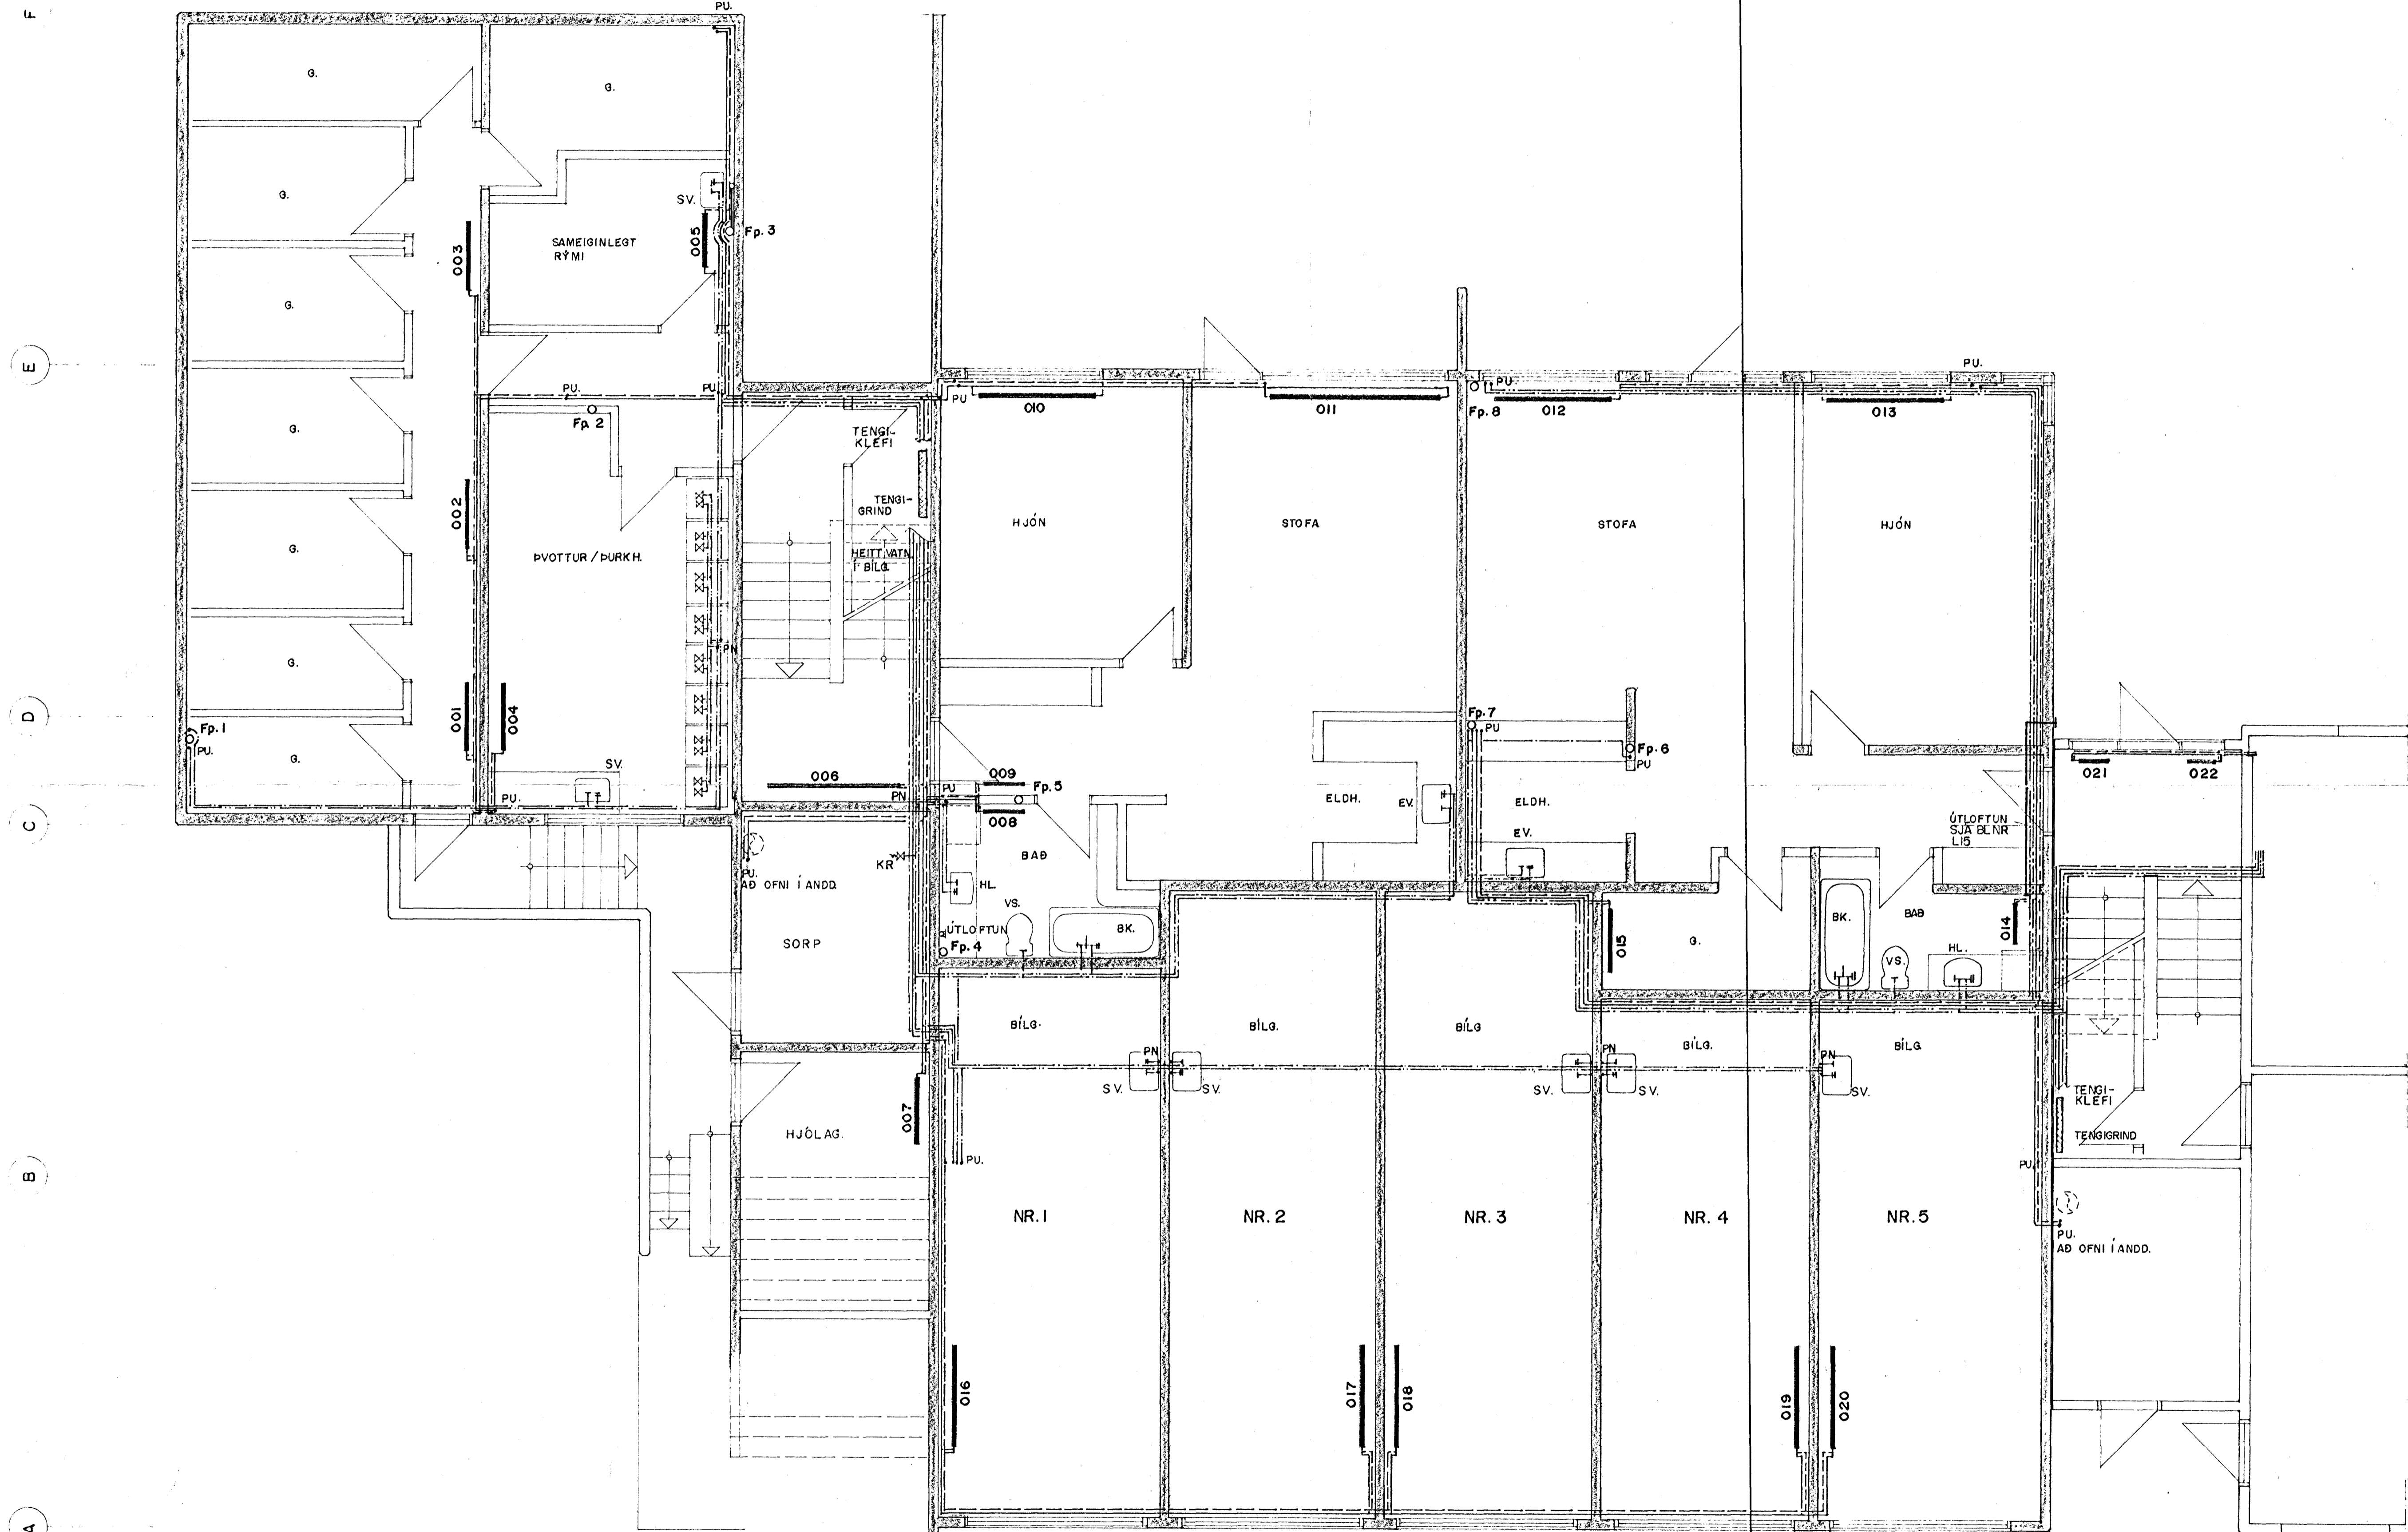 F
PU.
G.
G.
G.
SV.
005
Fp. 3
003
SAMEIGINLEGT
RÝMI
G.
E
PU.
PU.
PU
010
011
PU.
Fp. 8
012
PU.
013
G.
Fp. 2
TENGI-
KLEFI
002
TENGI-
GRIND
HJÓN
STOFA
STOFA
HJÓN
G.
ÞVOTTUR / ÞURKH.
HEITT VATN
Í BÍLG.
PN
G.
D
001
004
Fp. 1
PU.
G.
SV.
PU.
006
PN
PU
009
Fp. 5
008
Fp. 7
PU
Fp. 6
PU
021
022
C
ELDH.
EV.
ELDH.
EV.
ÚTLOFTUN
SJÁ BL NR
L15
KR
BAÐ
PU.
AÐ OFNI Í ANDD.
HL.
VS.
ÚTLOFTUN
Fp. 4
BK.
SORP
015
G.
BK.
BAÐ
VS.
HL.
014
BÍLG.
BÍLG.
BÍLG
BÍLG.
BÍLG
PN
SV.
SV.
PN
SV.
SV.
PN
SV.
TENGI-
KLEFI
TENGIGRIND
HJÓLAG.
007
PU.
PU.
B
NR. 1
NR. 2
NR. 3
NR. 4
NR. 5
PU.
AÐ OFNI Í ANDD.
016
017
018
019
020
A